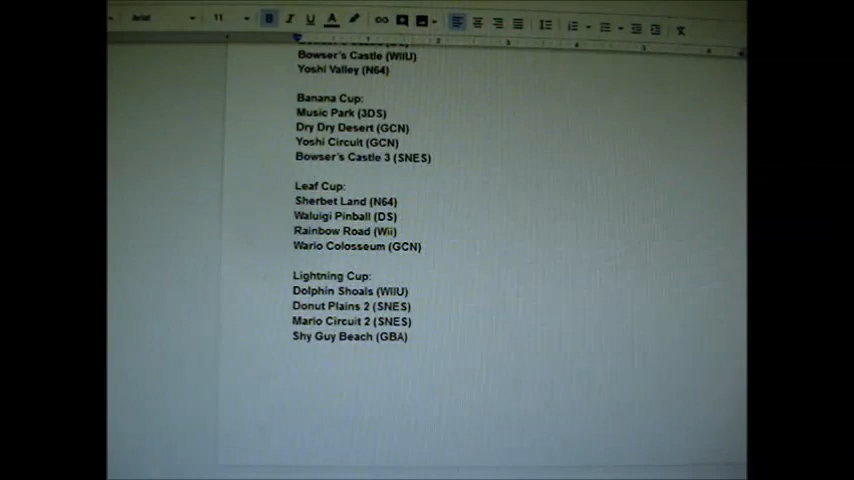 Arial 11 B I U A
Bowser's Castle (WIIU)
Yoshi Valley (N64)
Banana Cup:
Music Park (3DS)
Dry Dry Desert (GCN)
Yoshi Circuit (GCN)
Bowser's Castle 3 (SNES)
Leaf Cup:
Sherbet Land (N64)
Waluigi Pinball (DS)
Rainbow Road (Wii)
Wario Colosseum (GCN)
Lightning Cup:
Dolphin Shoals (WIIU)
Donut Plains 2 (SNES)
Mario Circuit 2 (SNES)
Shy Guy Beach (GBA)